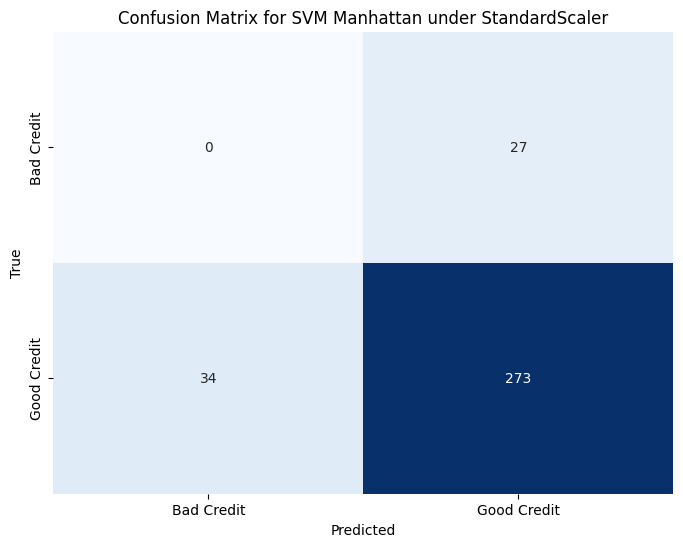 Confusion Matrix for SVM Manhattan under StandardScaler
True
Bad Credit
0
27
Good Credit
34
273
Bad Credit
Good Credit
Predicted